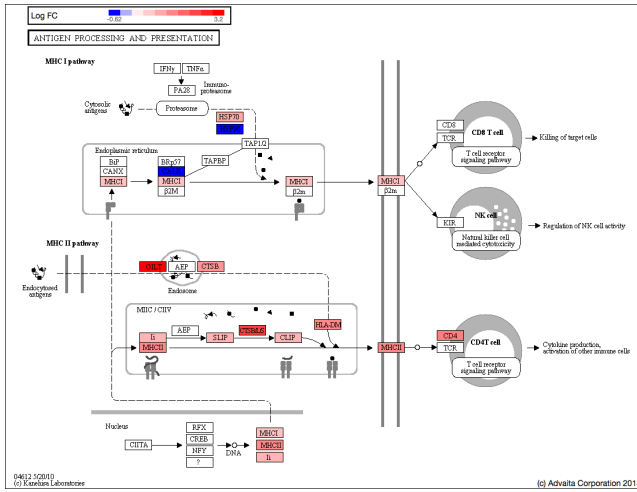 Log FC
-0.62 3.2
ANTIGEN PROCESSING AND PRESENTATION
MHC I pathway
IFNγ TNFα
PA28
Immuno-
proteasome
Cytosolic
antigens
Proteasome
HSP70
TAP1/2
Endoplasmic reticulum
BiP
CANX
MHCI
BRp57
MHCI
β2M
TAPBP
MHCI
β2m
MHCI
β2m
CD8
TCR
CD8 T cell
T cell receptor
signaling pathway
Killing of target cells
KIR
NK cell
Natural killer cell
mediated cytotoxicity
Regulation of NK cell activity
MHC II pathway
Endocytosed
antigens
GILT
AEP
CTSB
Endosome
MIIC / CIIV
Ii
MHCII
AEP
SLIP
CTSB/LS
CLIP
HLA-DM
MHCII
CD4
TCR
CD4T cell
T cell receptor
signaling pathway
Cytokine production,
activation of other immune cells
Nucleus
CIITA
RFX
CREB
NFY
?
DNA
MHCI
MHCII
Ii
04612 5/20/10
(c) Kanehisa Laboratories
(c) Advaita Corporation 201